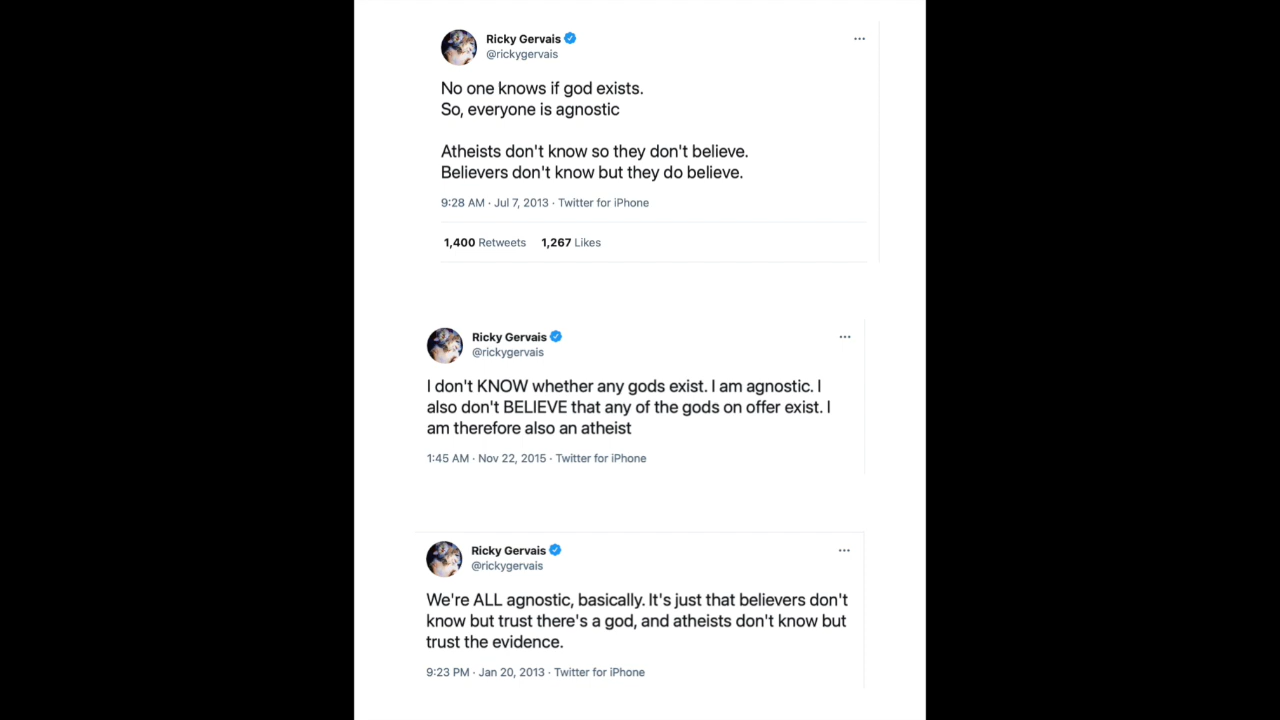 Ricky Gervais
@rickygervais
No one knows if god exists.
So, everyone is agnostic
Atheists don't know so they don't believe.
Believers don't know but they do believe.
9:28 AM · Jul 7, 2013 · Twitter for iPhone
1,400 Retweets 1,267 Likes
Ricky Gervais
@rickygervais
I don't KNOW whether any gods exist. I am agnostic. I
also don't BELIEVE that any of the gods on offer exist. I
am therefore also an atheist
1:45 AM · Nov 22, 2015 · Twitter for iPhone
Ricky Gervais
@rickygervais
We're ALL agnostic, basically. It's just that believers don't
know but trust there's a god, and atheists don't know but
trust the evidence.
9:23 PM · Jan 20, 2013 · Twitter for iPhone